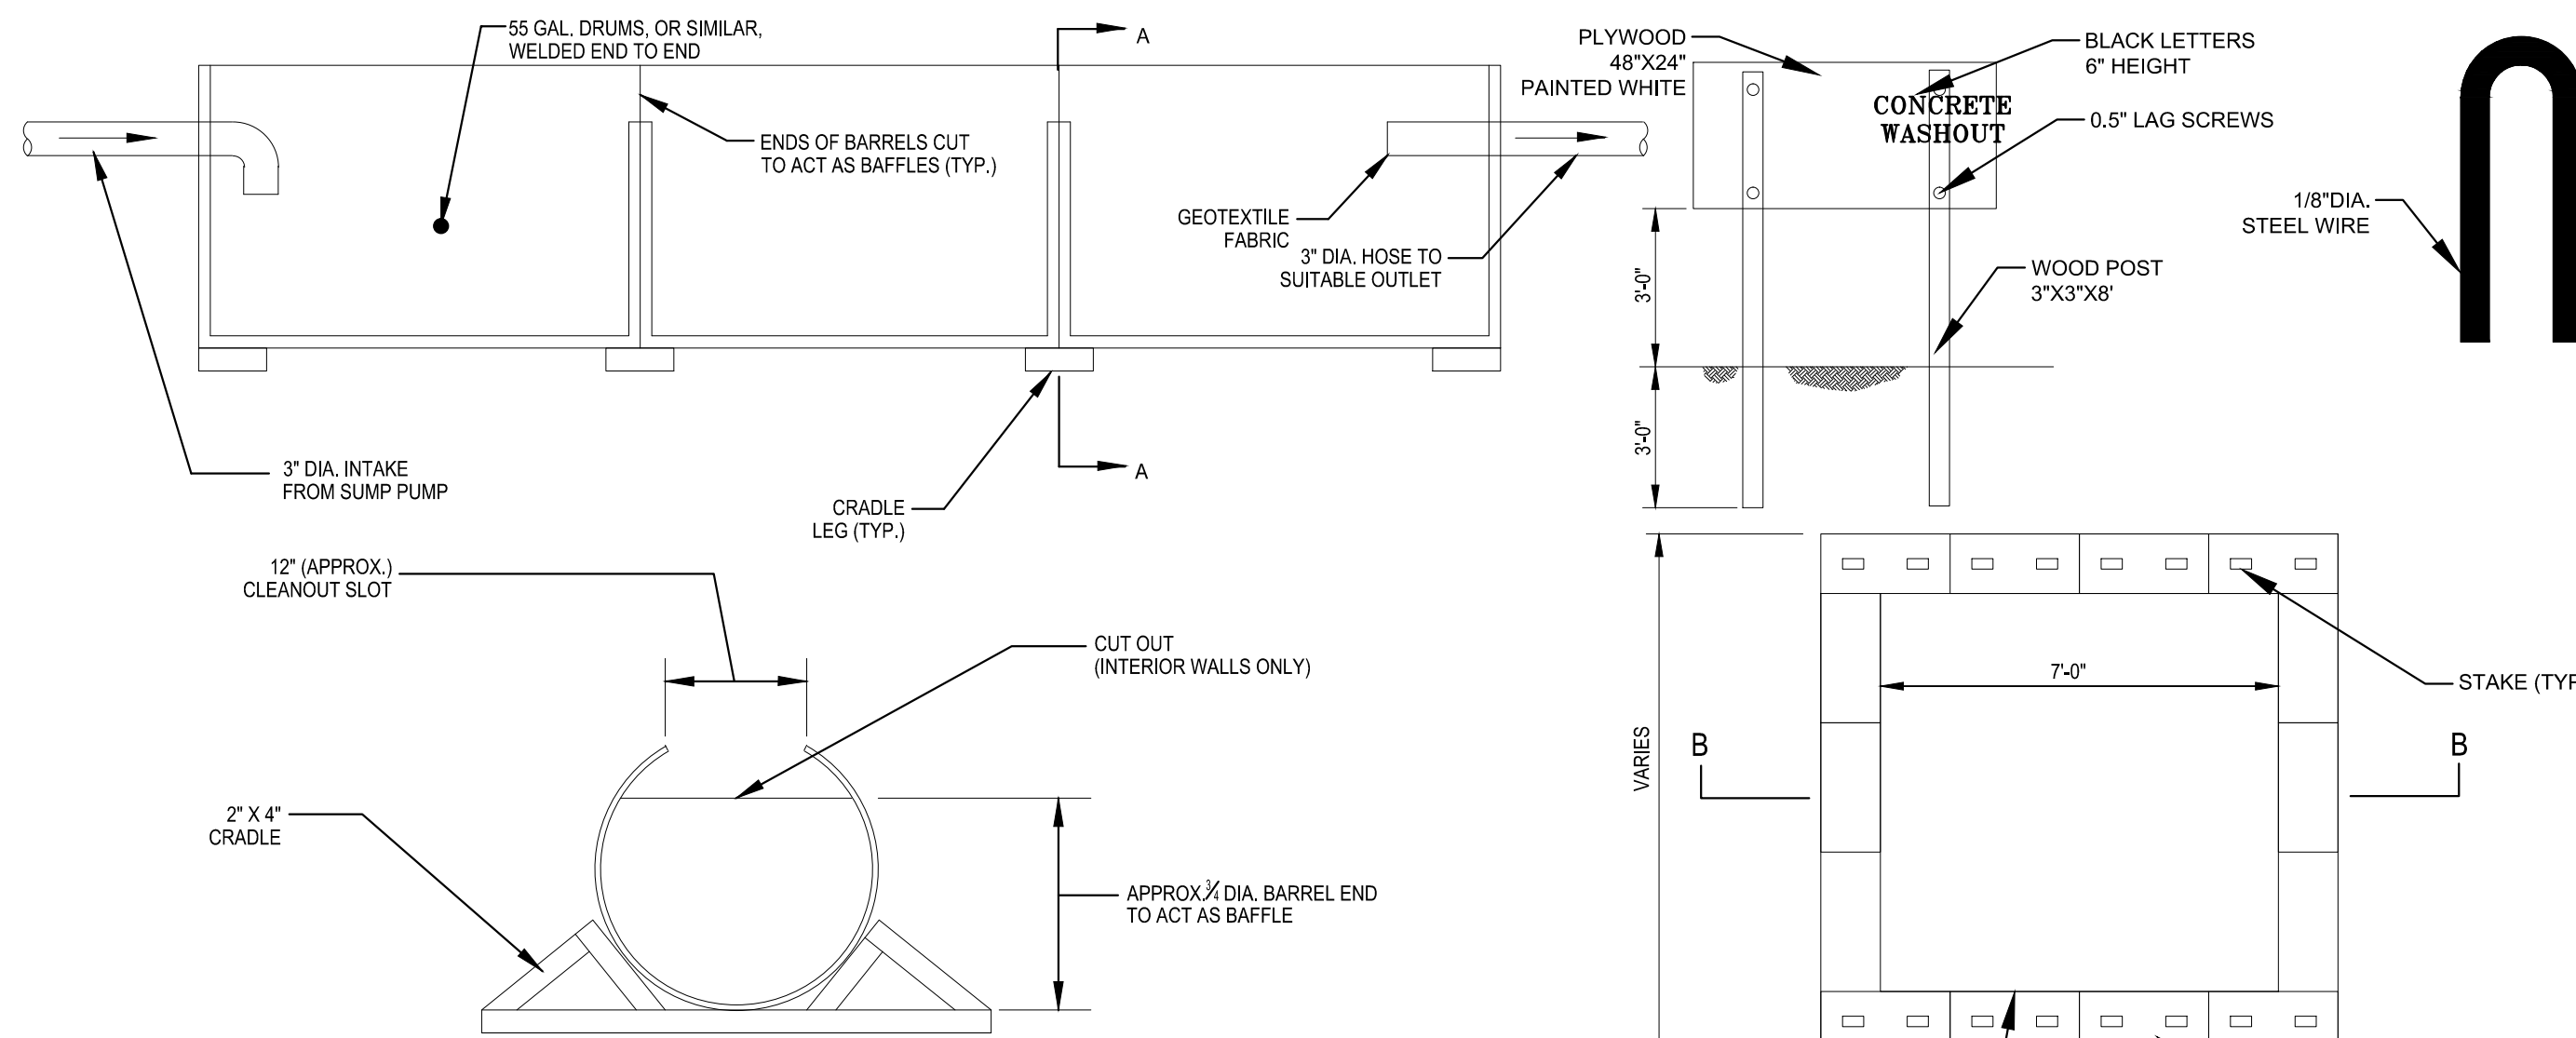 55 GAL. DRUMS, OR SIMILAR,
WELDED END TO END
A
ENDS OF BARRELS CUT
TO ACT AS BAFFLES (TYP.)
GEOTEXTILE
FABRIC
3" DIA. HOSE TO
SUITABLE OUTLET
3" DIA. INTAKE
FROM SUMP PUMP
A
CRADLE
LEG (TYP.)
12" (APPROX.)
CLEANOUT SLOT
CUT OUT
(INTERIOR WALLS ONLY)
2" X 4"
CRADLE
APPROX. 3/4 DIA. BARREL END
TO ACT AS BAFFLE
PLYWOOD
48"X24"
PAINTED WHITE
BLACK LETTERS
6" HEIGHT
CONCRETE
WASHOUT
0.5" LAG SCREWS
WOOD POST
3"X3"X8'
3'-0"
3'-0"
1/8"DIA.
STEEL WIRE
STAKE (TYP
7'-0"
VARIES
B
B